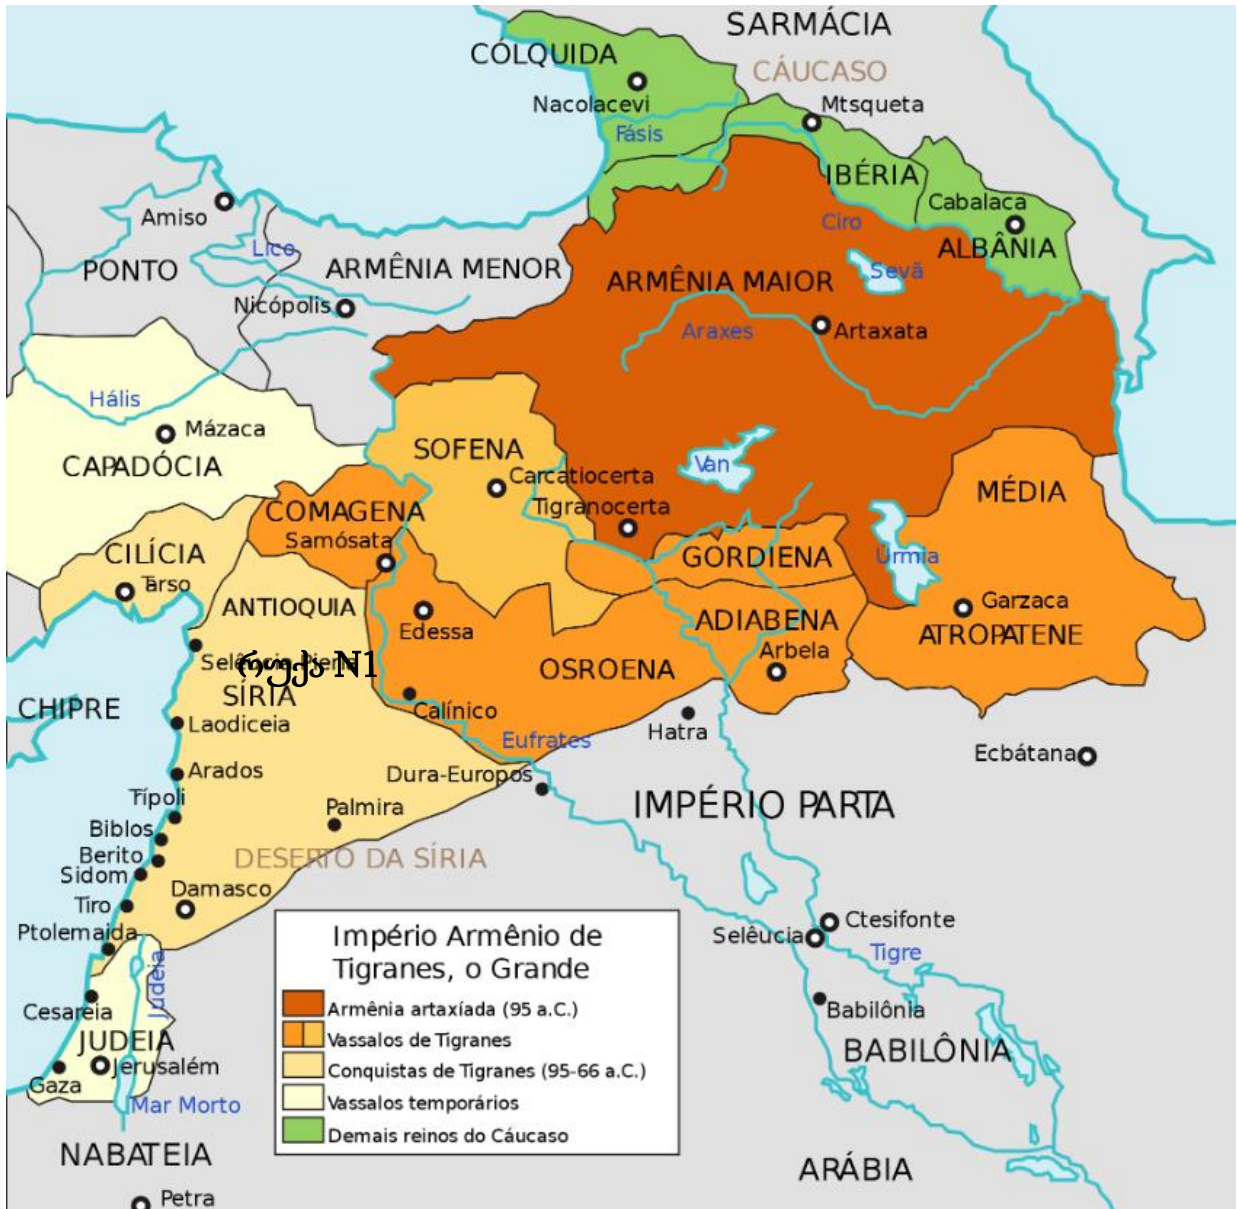 SARMÁCIA
CÓLQUIDA
CÁUCASO
Nacolacevi
Mtsqueta
Fásis
IBÉRIA
Cabalaca
Amiso
Ciro
Lico
ALBÂNIA
PONTO
ARMÊNIA MENOR
ARMÊNIA MAIOR
Sevã
Nicópolis
Araxes
Artaxata
Hális
Mázaca
CAPADÓCIA
SOFENA
Van
Carcatiocerta
MÉDIA
Tigranocerta
COMAGENA
Samósata
CILÍCIA
GORDIENA
Úrmia
Tarso
ANTIOQUIA
Edessa
ADIABENA
Garzaca
ATROPATENE
Arbela
Selêucia Pieria
რუქა N1
OSROENA
SÍRIA
CHIPRE
Calínico
Laodiceia
Hatra
Eufrates
Ecbátana
Arados
Dura-Europos
Trípoli
Palmira
IMPÉRIO PARTA
Biblos
Berito
DESERTO DA SÍRIA
Sidom
Damasco
Tiro
Ptolemaida
Ctesifonte
Selêucia
Tigre
Judeia
Cesareia
Babilônia
JUDEIA
BABILÔNIA
Jerusalém
Gaza
Mar Morto
NABATEIA
ARÁBIA
Petra
Império Armênio de
Tigranes, o Grande
Armênia artaxíada (95 a.C.)
Vassalos de Tigranes
Conquistas de Tigranes (95-66 a.C.)
Vassalos temporários
Demais reinos do Cáucaso